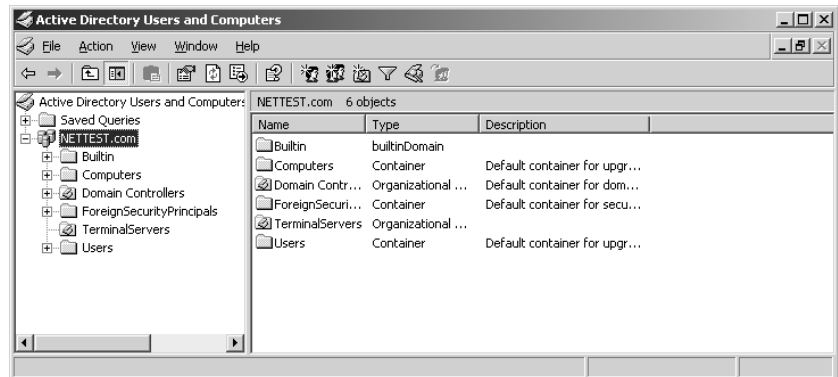 Active Directory Users and Computers
File Action View Window Help
Active Directory Users and Computers
NETTEST.com 6 objects
Saved Queries
NETTEST.com
Builtin
Computers
Domain Controllers
ForeignSecurityPrincipals
TerminalServers
Users
Name Type Description
Builtin builtinDomain
Computers Container Default container for upgr...
Domain Contr... Organizational ... Default container for dom...
ForeignSecuri... Container Default container for secu...
TerminalServers Organizational ...
Users Container Default container for upgr...